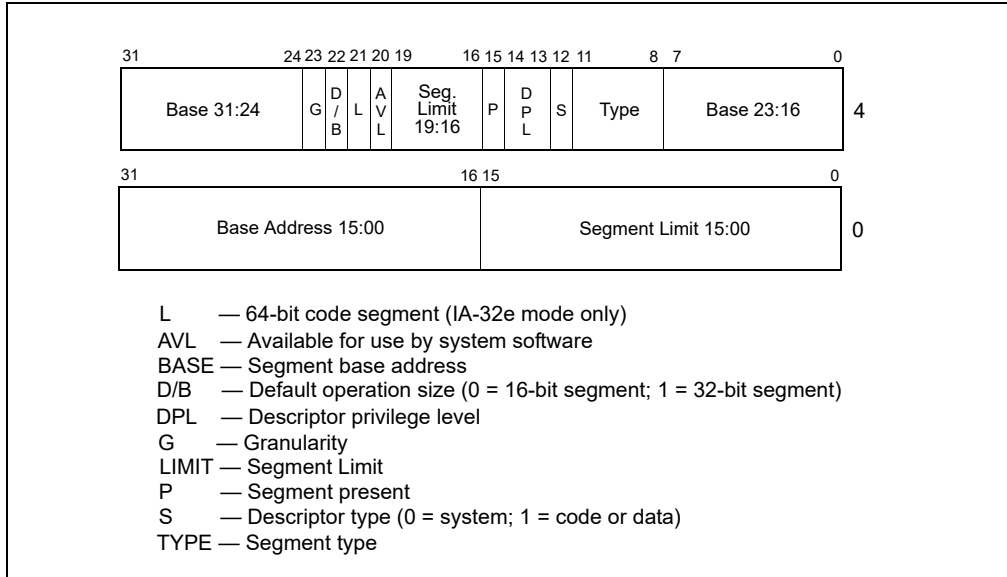 31 24 23 22 21 20 19 16 15 14 13 12 11 8 7 0
Base 31:24 G D/B L AVL Seg. Limit 19:16 P DPL S Type Base 23:16 4
31 16 15 0
Base Address 15:00 Segment Limit 15:00 0
L — 64-bit code segment (IA-32e mode only)
AVL — Available for use by system software
BASE — Segment base address
D/B — Default operation size (0 = 16-bit segment; 1 = 32-bit segment)
DPL — Descriptor privilege level
G — Granularity
LIMIT — Segment Limit
P — Segment present
S — Descriptor type (0 = system; 1 = code or data)
TYPE — Segment type